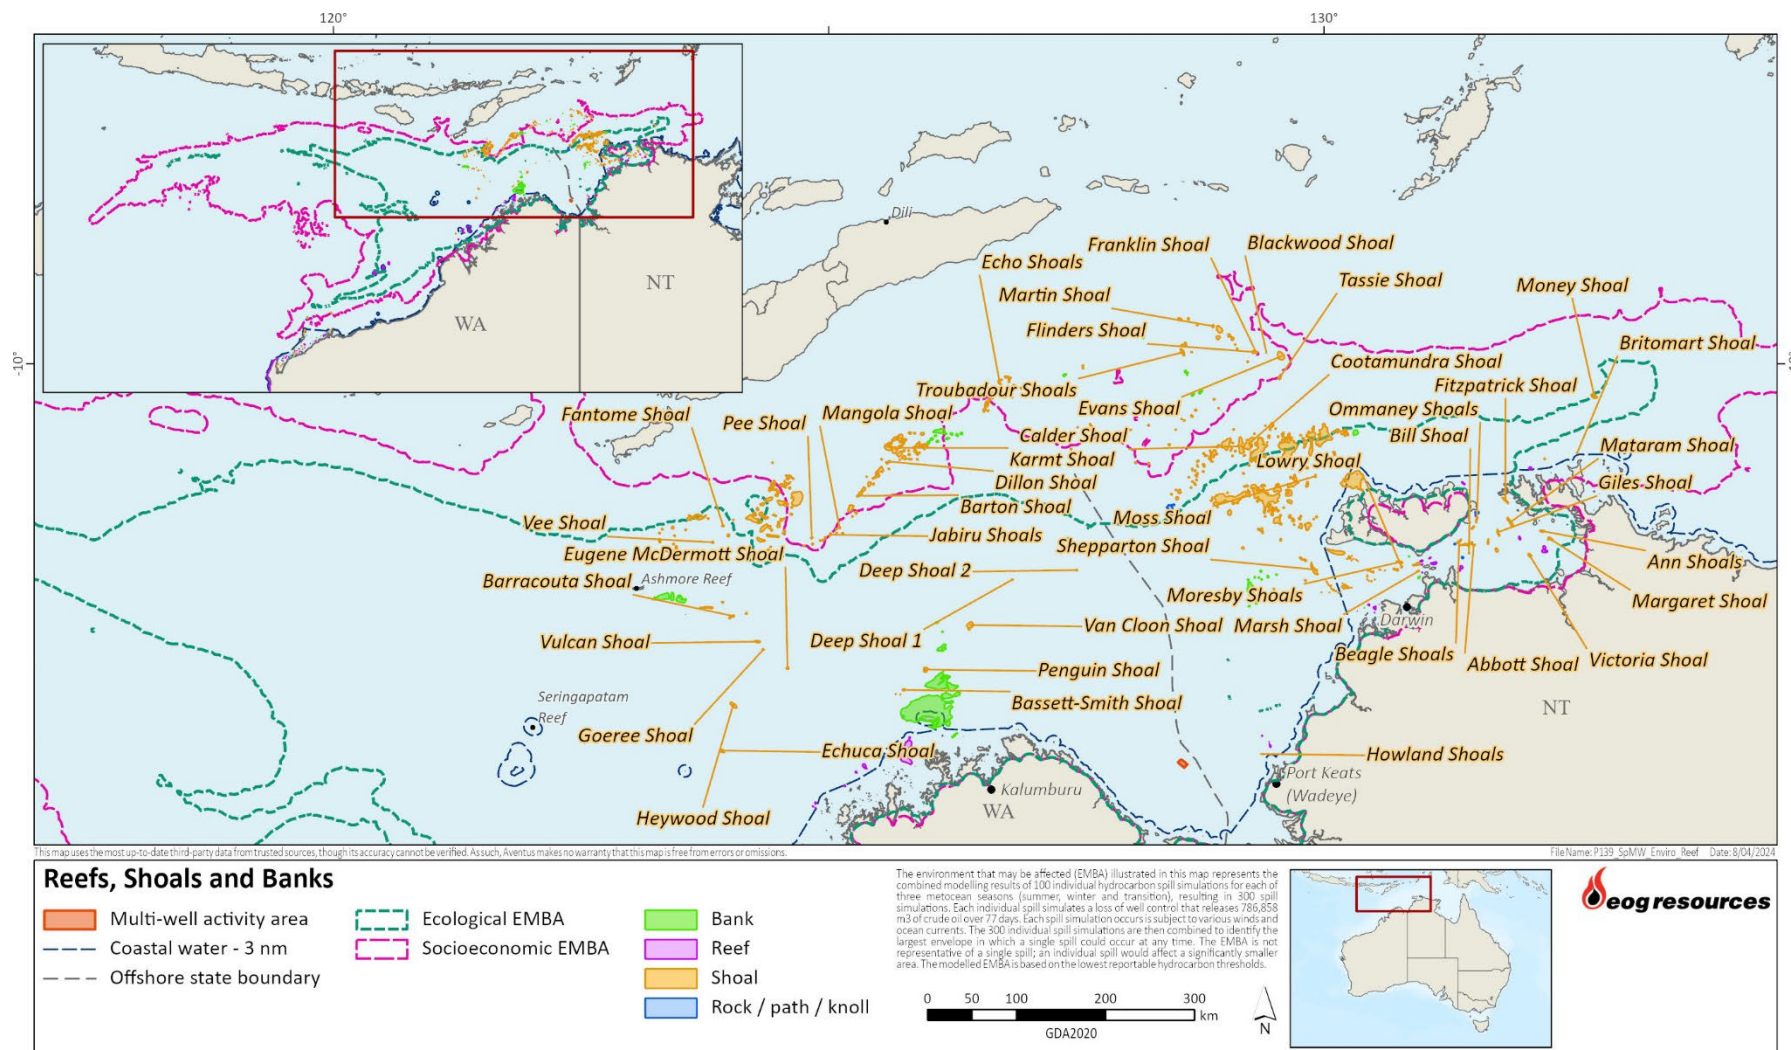 120°
130°
-10°
WA
NT
Dili
Franklin Shoal
Blackwood Shoal
Echo Shoals
Tassie Shoal
Money Shoal
Martin Shoal
Flinders Shoal
Britomart Shoal
Cootamundra Shoal
Fitzpatrick Shoal
Troubadour Shoals
Evans Shoal
Ommaney Shoals
Fantome Shoal
Pee Shoal
Mangola Shoal
Calder Shoal
Bill Shoal
Mataram Shoal
Karmt Shoal
Lowry Shoal
Dillon Shoal
Giles Shoal
Barton Shoal
Moss Shoal
Vee Shoal
Jabiru Shoals
Eugene McDermott Shoal
Shepparton Shoal
Ann Shoals
Deep Shoal 2
Barracouta Shoal
Ashmore Reef
Moresby Shoals
Margaret Shoal
Van Cloon Shoal
Marsh Shoal
Darwin
Vulcan Shoal
Deep Shoal 1
Beagle Shoals
Abbott Shoal
Victoria Shoal
Penguin Shoal
Bassett-Smith Shoal
Seringapatam
Reef
NT
Goeree Shoal
Echuca Shoal
Howland Shoals
Port Keats
(Wadeye)
Kalumburu
WA
Heywood Shoal
This map uses the most up-to-date third-party data from trusted sources, though its accuracy cannot be verified. As such, Aventus makes no warranty that this map is free from errors or omissions.
File Name: P139_SpMW_Enviro_Reef Date: 8/04/2024
Reefs, Shoals and Banks
Multi-well activity area
Coastal water - 3 nm
Offshore state boundary
Ecological EMBA
Socioeconomic EMBA
Bank
Reef
Shoal
Rock / path / knoll
The environment that may be affected (EMBA) illustrated in this map represents the
combined modelling results of 100 individual hydrocarbon spill simulations for each of
three metocean seasons (summer, winter and transition), resulting in 300 spill
simulations. Each individual spill simulates a loss of well control that releases 786,858
m3 of crude oil over 77 days. Each spill simulation occurs is subject to various winds and
ocean currents. The 300 individual spill simulations are then combined to identify the
largest envelope in which a single spill could occur at any time. The EMBA is not
representative of a single spill; an individual spill would affect a significantly smaller
area. The modelled EMBA is based on the lowest reportable hydrocarbon thresholds.
0 50 100 200 300
km
GDA2020
N
eog resources